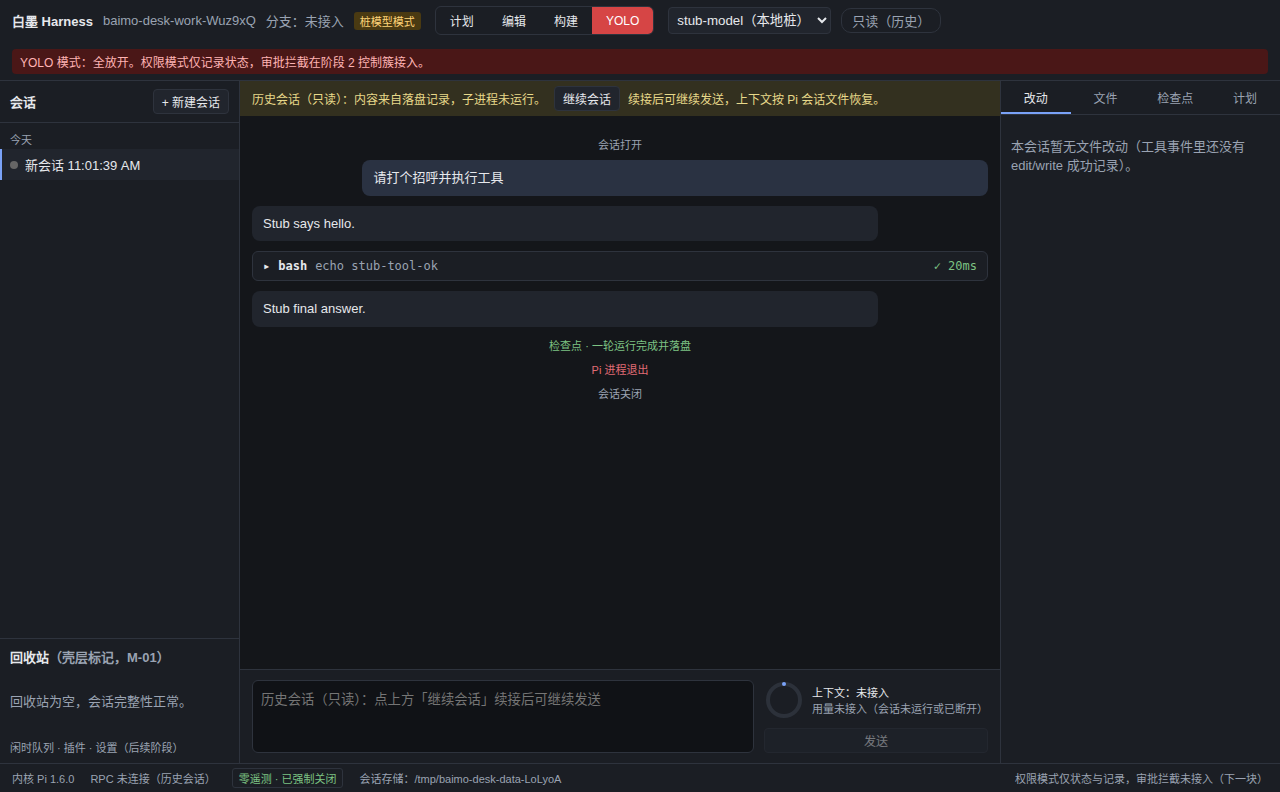 白墨 Harness baimo-desk-work-Wuz9xQ 分支：未接入 桩模型模式 计划 编辑 构建 YOLO stub-model（本地桩） 只读（历史）
YOLO 模式：全放开。权限模式仅记录状态，审批拦截在阶段 2 控制簇接入。
会话 + 新建会话
今天
新会话 11:01:39 AM
历史会话（只读）：内容来自落盘记录，子进程未运行。 继续会话 续接后可继续发送，上下文按 Pi 会话文件恢复。
会话打开
请打个招呼并执行工具
Stub says hello.
▸ bash echo stub-tool-ok ✓ 20ms
Stub final answer.
检查点 · 一轮运行完成并落盘
Pi 进程退出
会话关闭
改动 文件 检查点 计划
本会话暂无文件改动（工具事件里还没有
edit/write 成功记录）。
回收站（壳层标记，M-01）
回收站为空，会话完整性正常。
闲时队列 · 插件 · 设置（后续阶段）
历史会话（只读）：点上方「继续会话」续接后可继续发送
上下文：未接入
用量未接入（会话未运行或已断开）
发送
内核 Pi 1.6.0 RPC 未连接（历史会话） 零遥测 · 已强制关闭 会话存储：/tmp/baimo-desk-data-LoLyoA 权限模式仅状态与记录，审批拦截未接入（下一块）